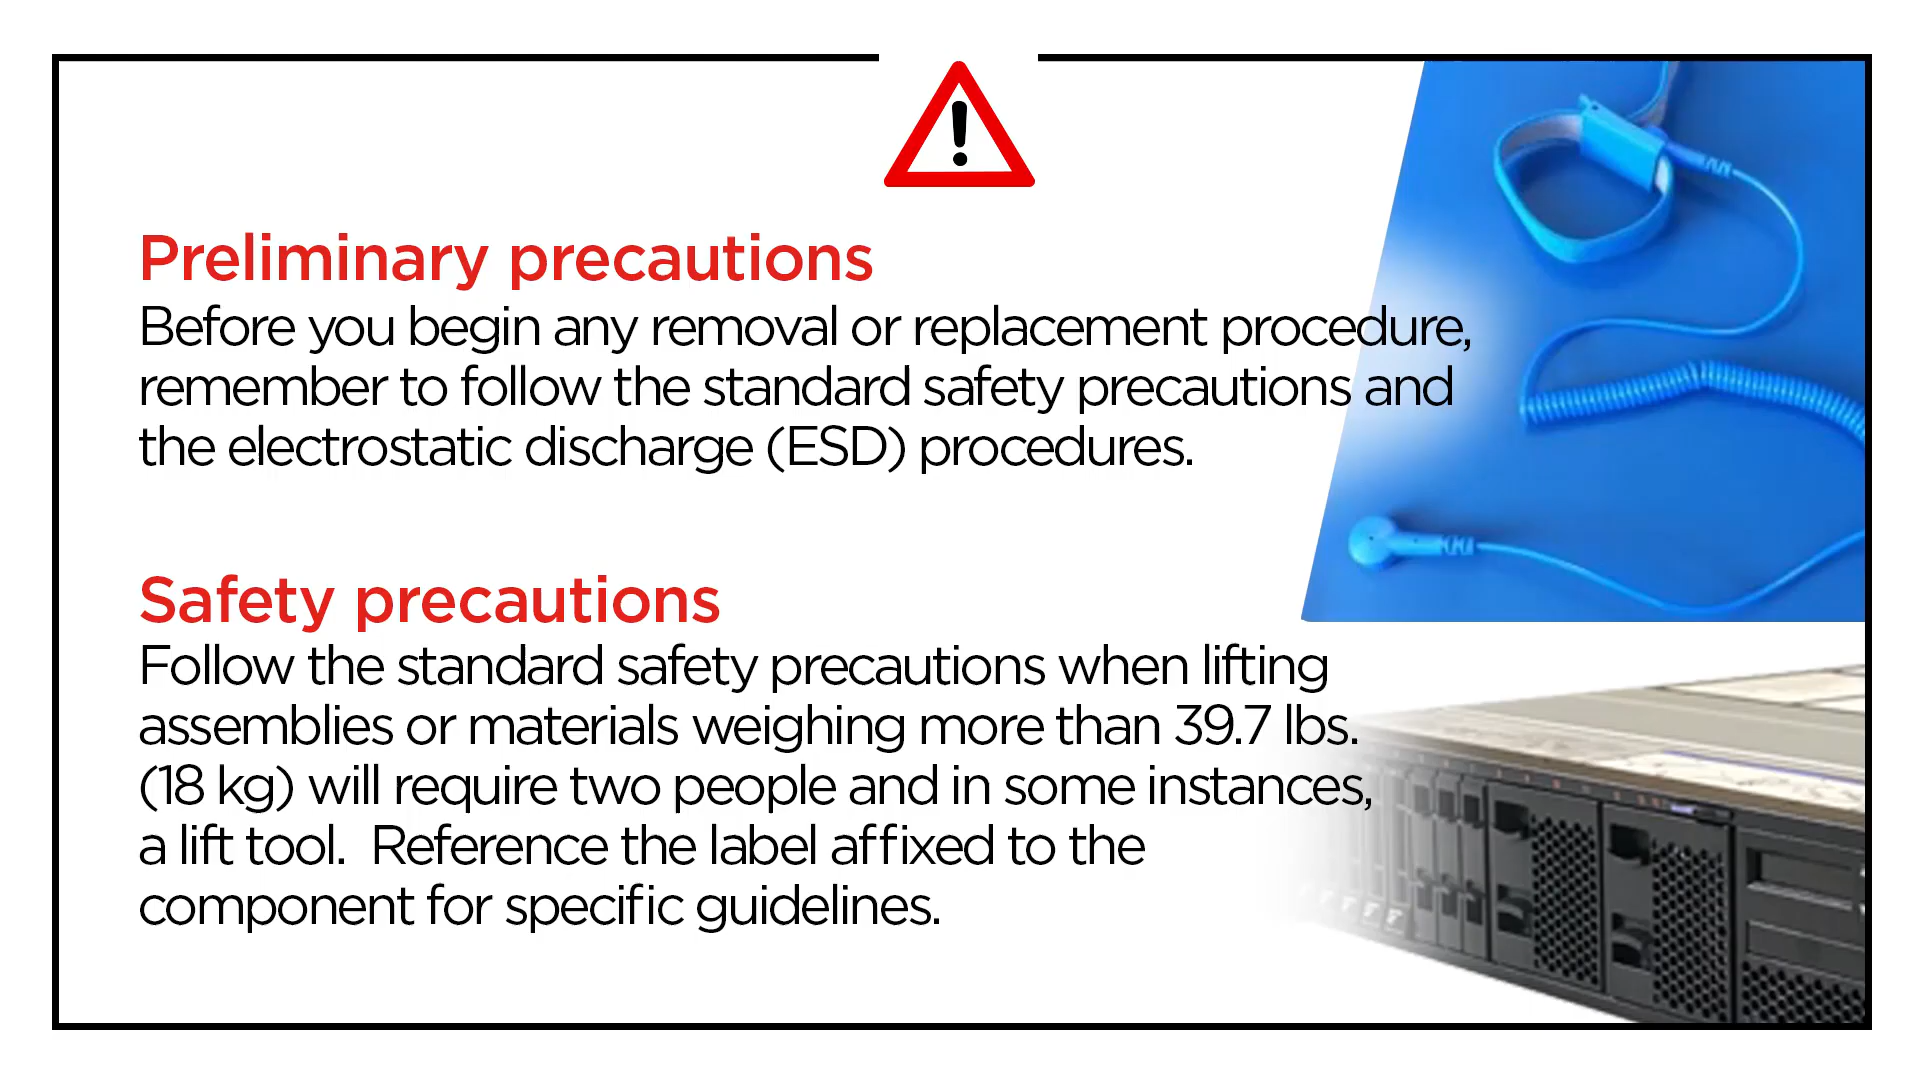 Preliminary precautions
Before you begin any removal or replacement procedure,
remember to follow the standard safety precautions and
the electrostatic discharge (ESD) procedures.
Safety precautions
Follow the standard safety precautions when lifting
assemblies or materials weighing more than 39.7 lbs.
(18 kg) will require two people and in some instances,
a lift tool.  Reference the label affixed to the
component for specific guidelines.